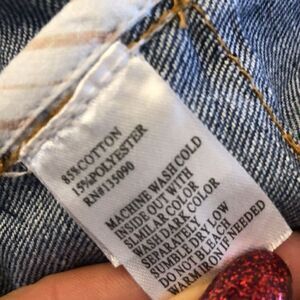 85%COTTON
15%POLYESTER
RN#135090
MACHINE WASH COLD
INSIDE OUT WITH
SLMILAR COLOR
WASH DARK COLOR
SEPARATELY
TUMBLE DRY LOW
DO NOT BLEACH
WARM IRON IF NEEDED